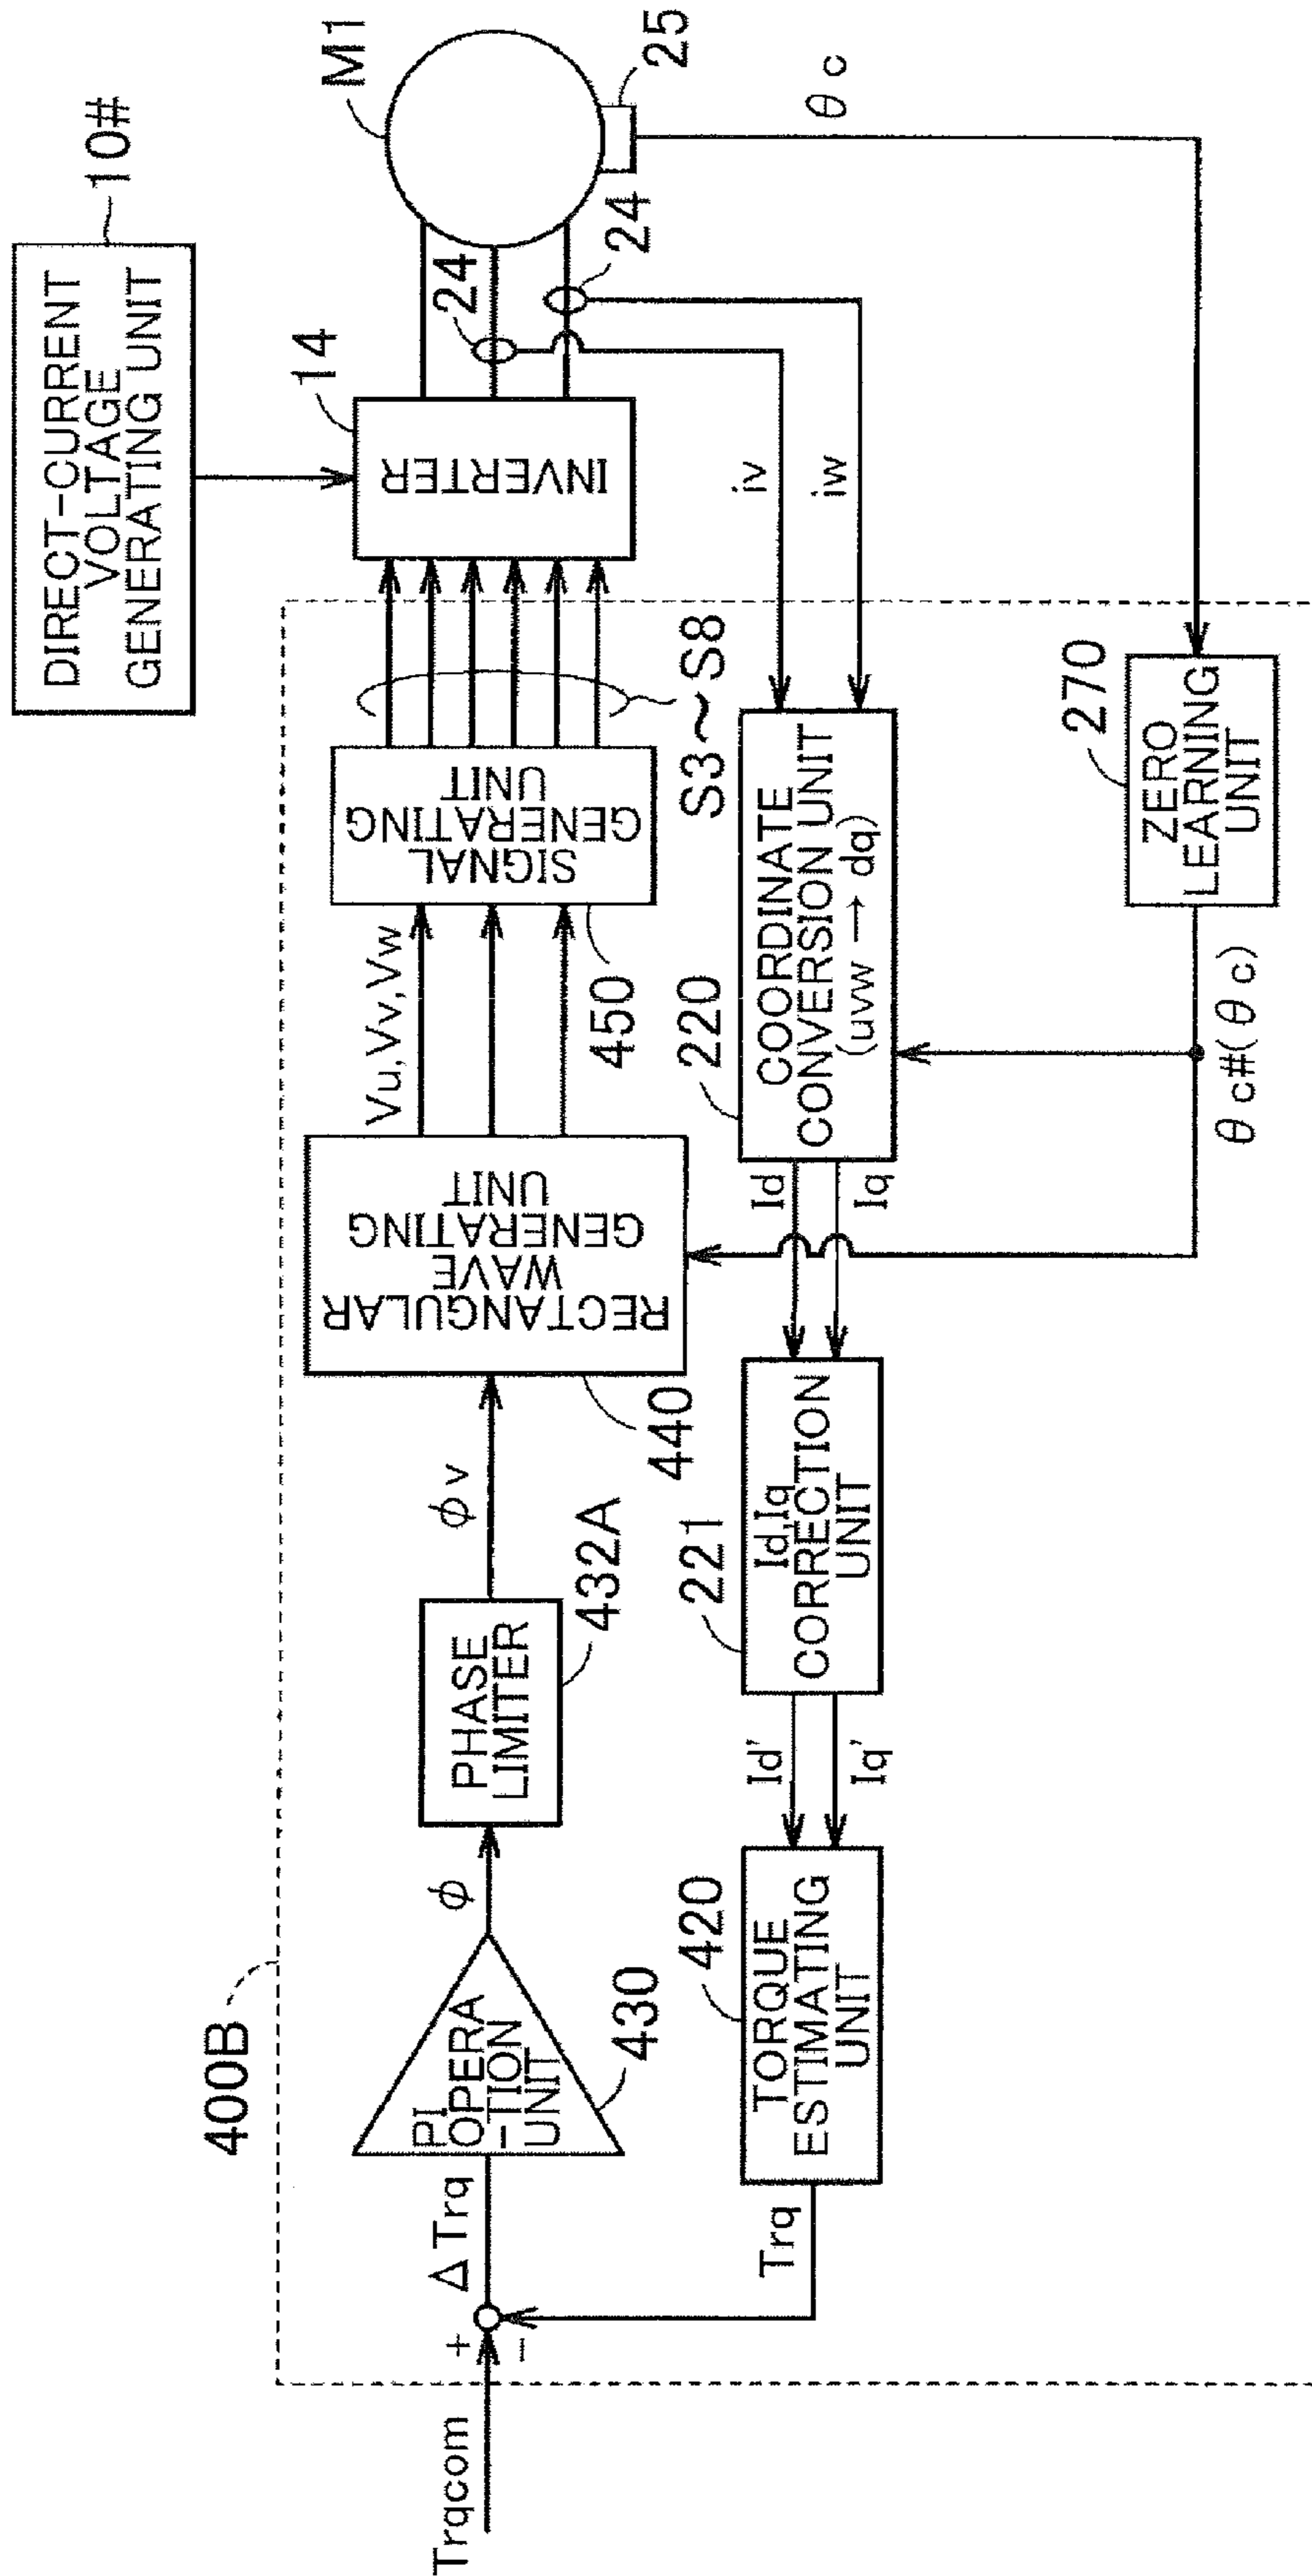 DIRECT-CURRENT
VOLTAGE
GENERATING UNIT
10#
M1
25
24
24
14
INVERTER
θc
400B
Trqcom
+
-
ΔTrq
PI
OPERA
-TION
UNIT
430
φ
PHASE
LIMITER
432A
φv
RECTANGULAR
WAVE
GENERATING
UNIT
440
Vu,Vv,Vw
SIGNAL
GENERATING
UNIT
450
S3~S8
iv
iw
Trq
TORQUE
ESTIMATING
UNIT
420
Id'
Iq'
Id,Iq
CORRECTION
UNIT
221
Id
Iq
COORDINATE
CONVERSION UNIT
(uvw → dq)
220
θc#(θc)
ZERO
LEARNING
UNIT
270